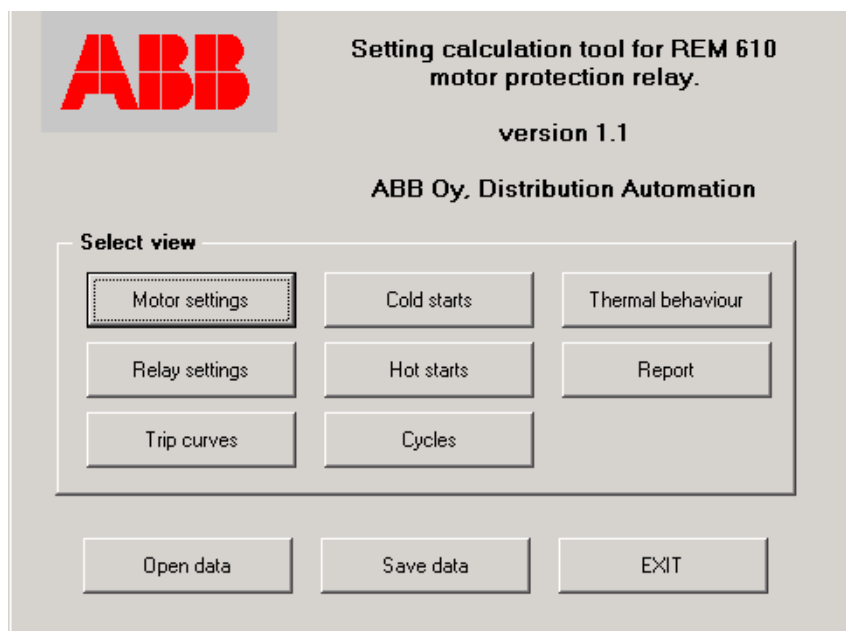 ABB
Setting calculation tool for REM 610
motor protection relay.
version 1.1
ABB Oy, Distribution Automation
Select view
Motor settings
Cold starts
Thermal behaviour
Relay settings
Hot starts
Report
Trip curves
Cycles
Open data
Save data
EXIT